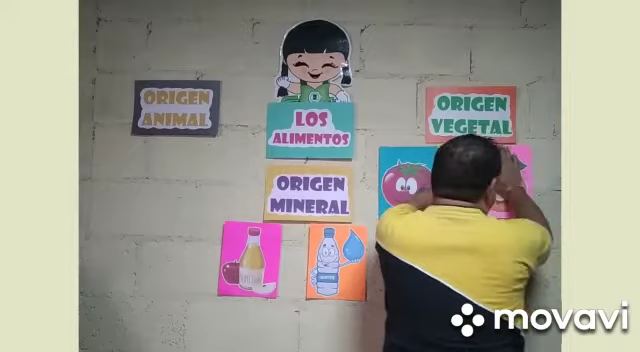 LOS
ALIMENTOS
ORIGEN
ANIMAL
ORIGEN
MINERAL
ORIGEN
VEGETAL
movavi